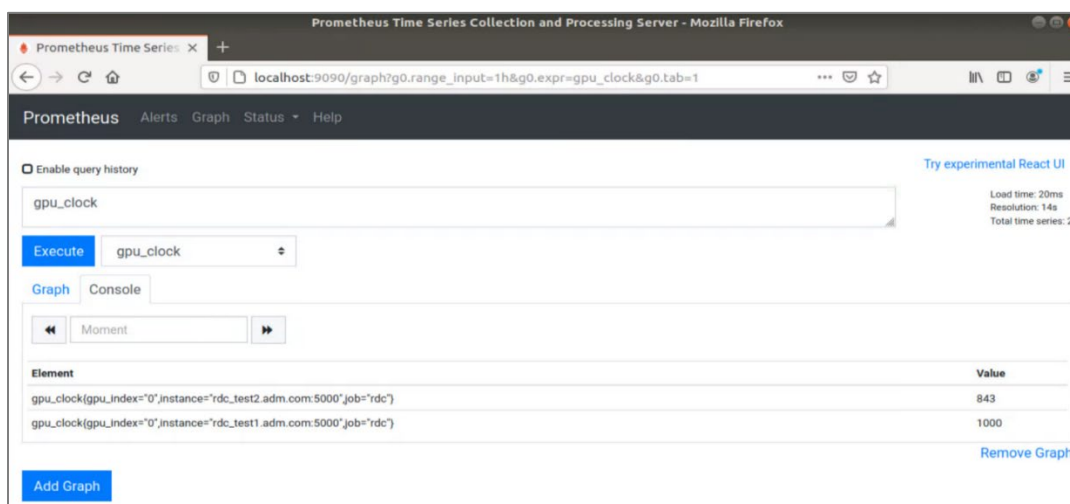 Prometheus Time Series Collection and Processing Server - Mozilla Firefox
Prometheus Time Series
localhost:9090/graph?g0.range_input=1h&g0.expr=gpu_clock&g0.tab=1
Prometheus Alerts Graph Status Help
Enable query history
Try experimental React UI
gpu_clock
Load time: 20ms
Resolution: 14s
Total time series: 2
Execute gpu_clock
Graph Console
Moment
Element Value
gpu_clock{gpu_index="0",instance="rdc_test2.adm.com:5000",job="rdc"} 843
gpu_clock{gpu_index="0",instance="rdc_test1.adm.com:5000",job="rdc"} 1000
Remove Graph
Add Graph